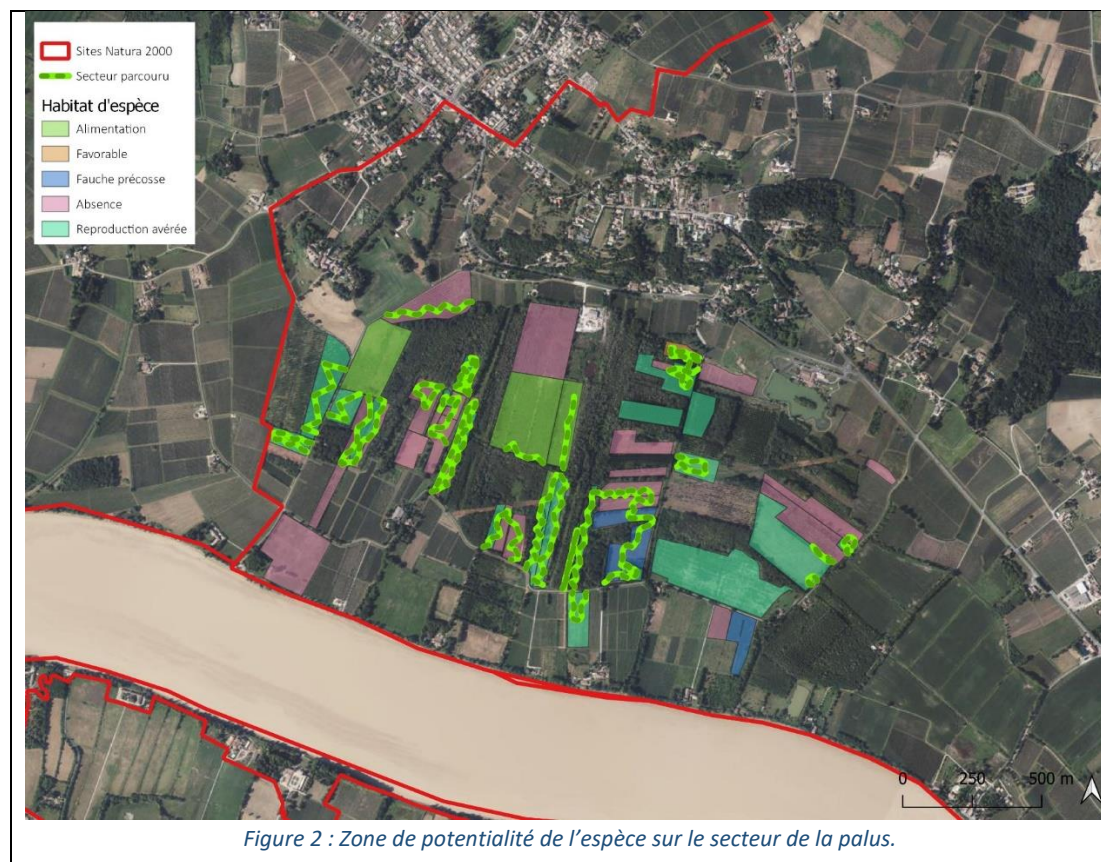 Sites Natura 2000
Secteur parcouru
Habitat d'espèce
Alimentation
Favorable
Fauche précosse
Absence
Reproduction avérée
0 250 500 m
Figure 2 : Zone de potentialité de l'espèce sur le secteur de la palus.